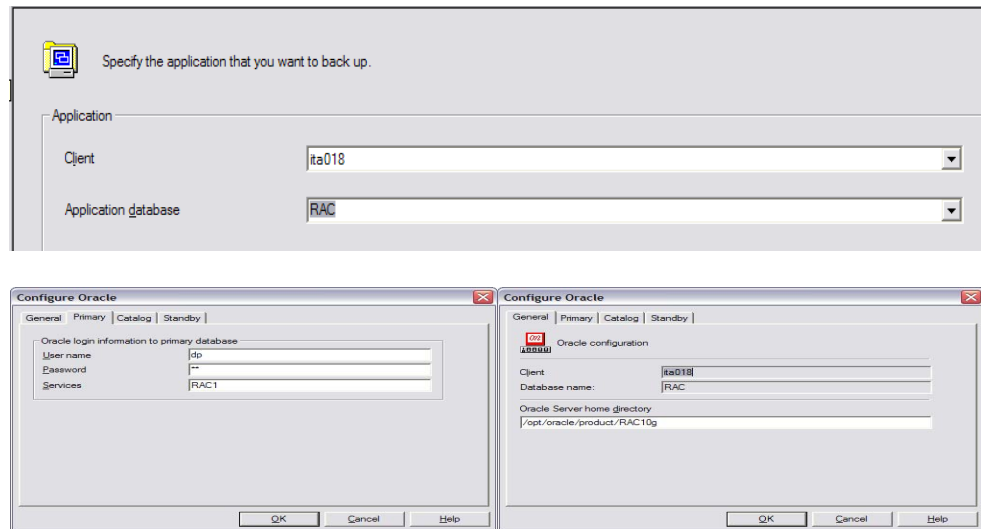 Specify the application that you want to back up.
Application
Client
ita018
Application database
RAC
Configure Oracle
General Primary Catalog Standby
Oracle login information to primary database
User name
dp
Password
**
Services
RAC1
OK Cancel Help
Configure Oracle
General Primary Catalog Standby
Oracle configuration
Client
ita018
Database name:
RAC
Oracle Server home directory
/opt/oracle/product/RAC10g
OK Cancel Help